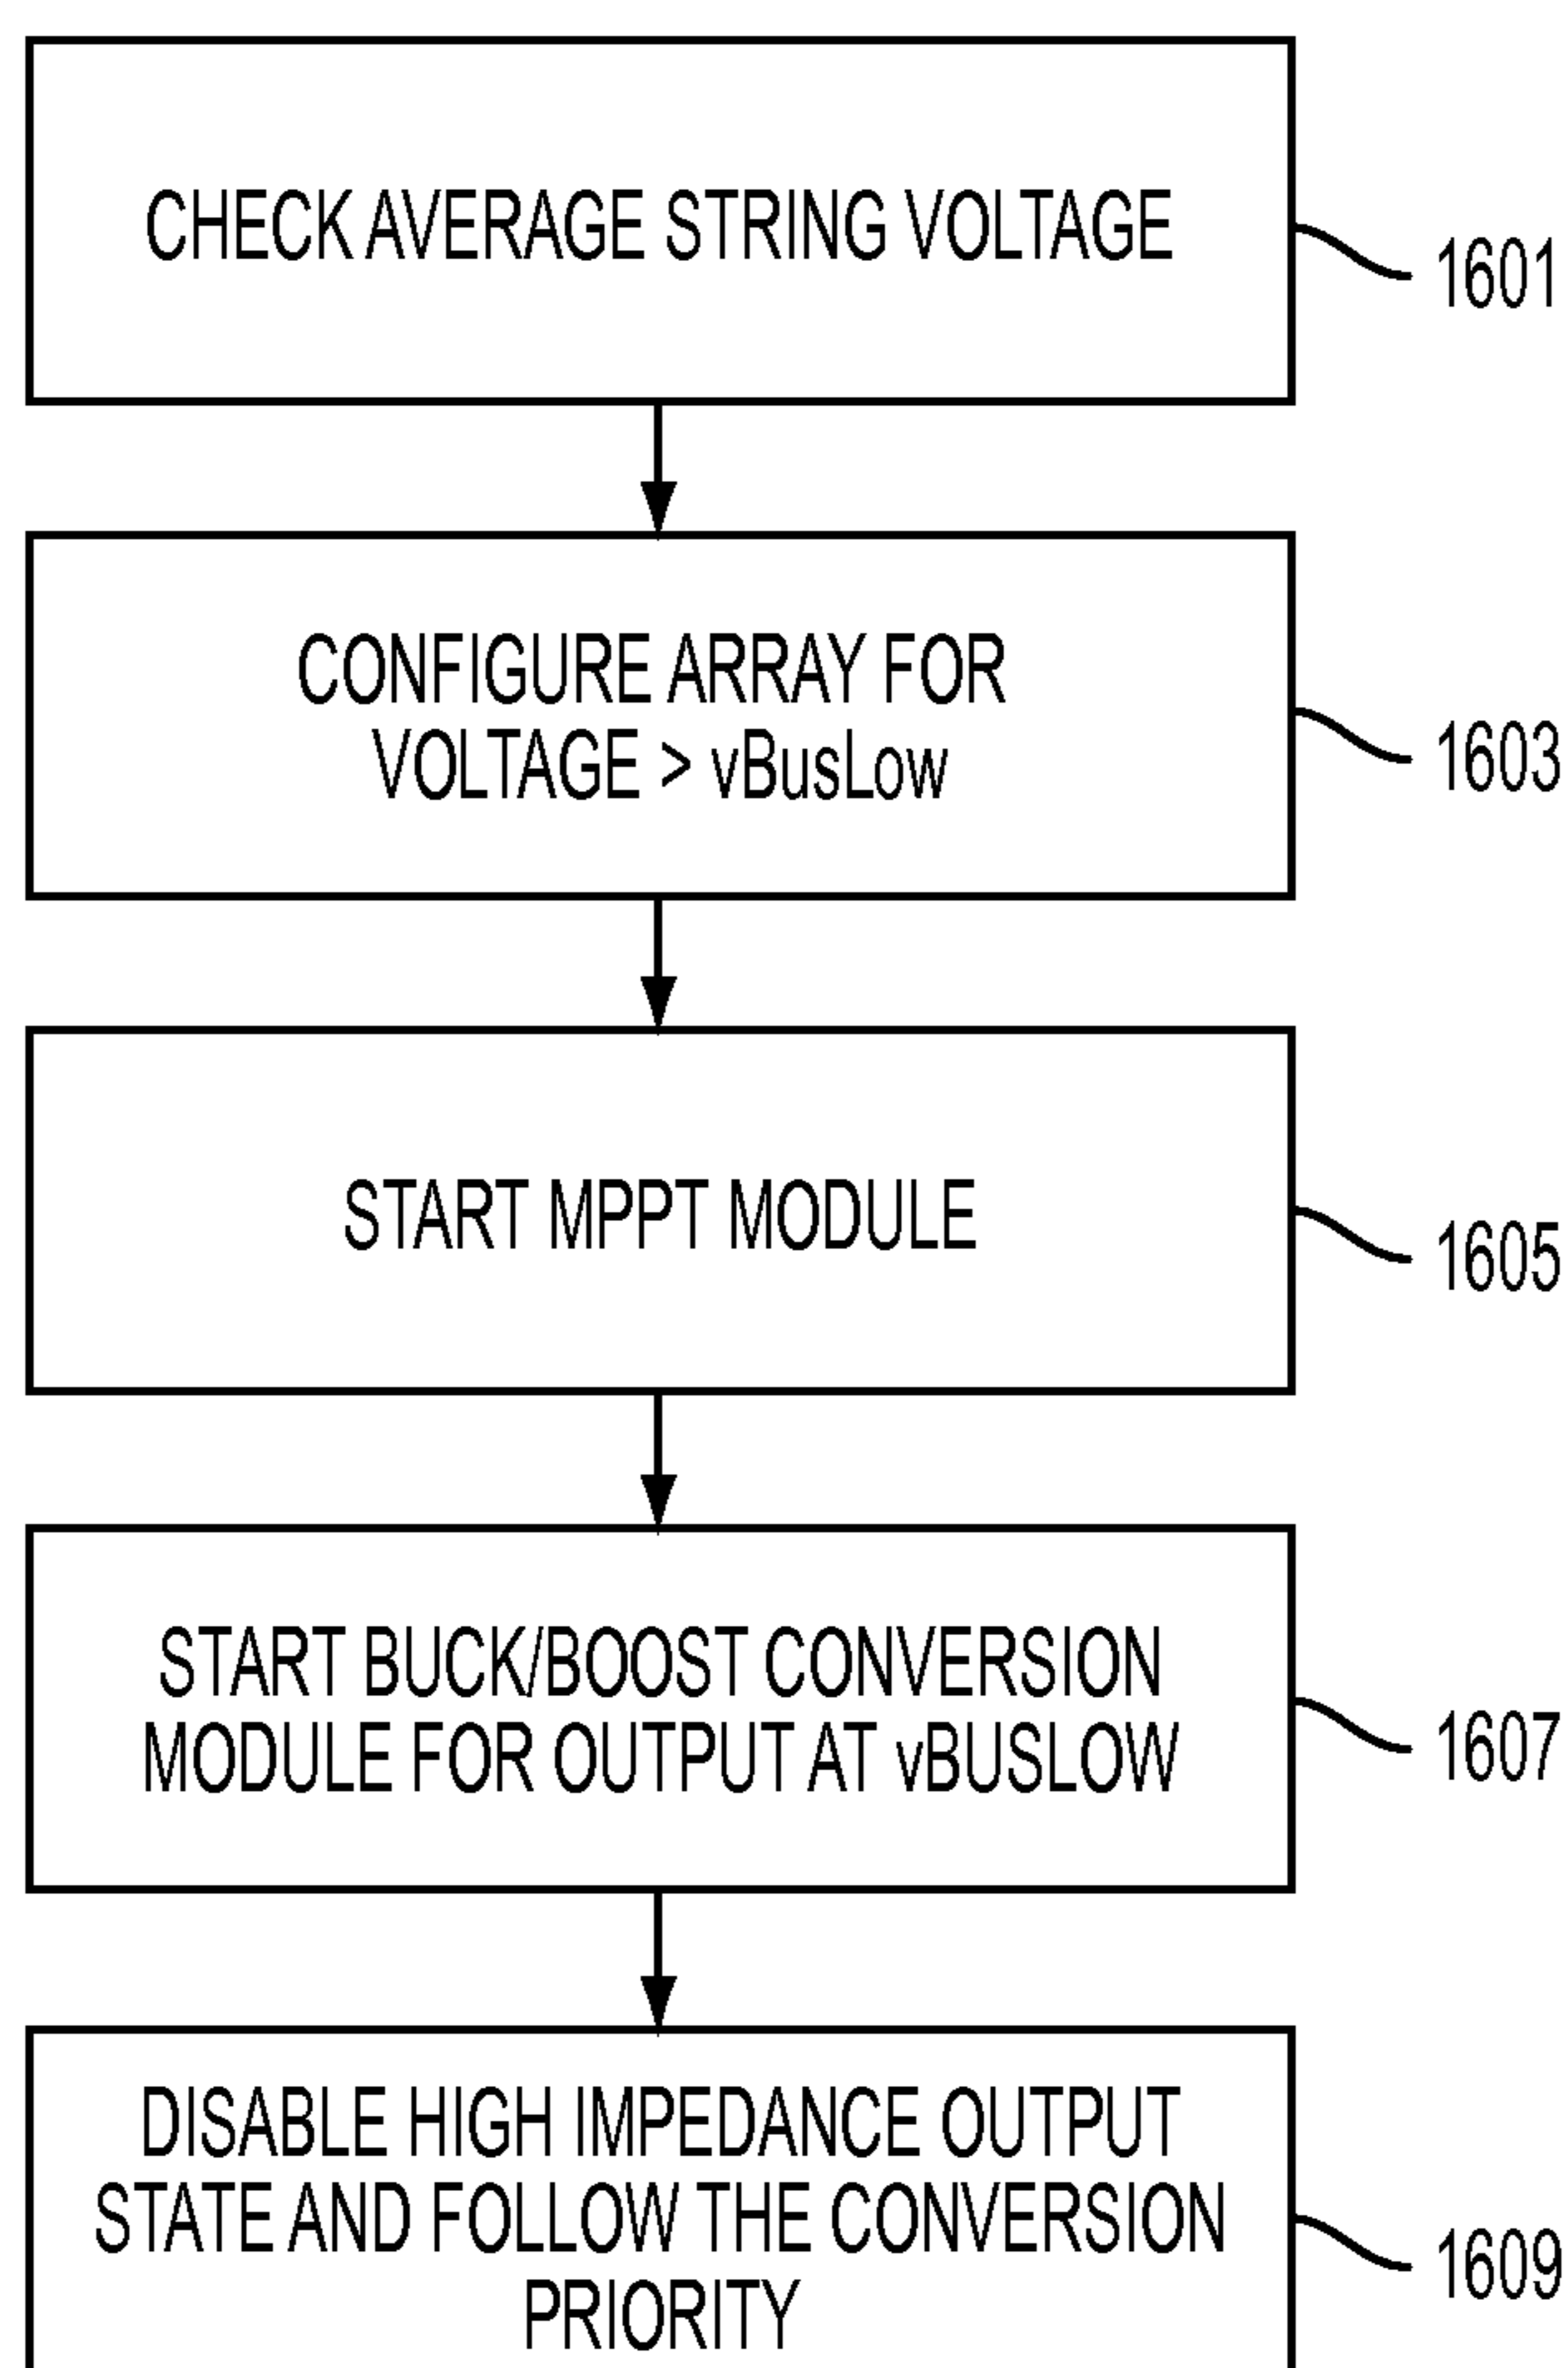 CHECK AVERAGE STRING VOLTAGE
1601
CONFIGURE ARRAY FOR
VOLTAGE > vBusLow
1603
START MPPT MODULE
1605
START BUCK/BOOST CONVERSION
MODULE FOR OUTPUT AT vBUSLOW
1607
DISABLE HIGH IMPEDANCE OUTPUT
STATE AND FOLLOW THE CONVERSION
PRIORITY
1609